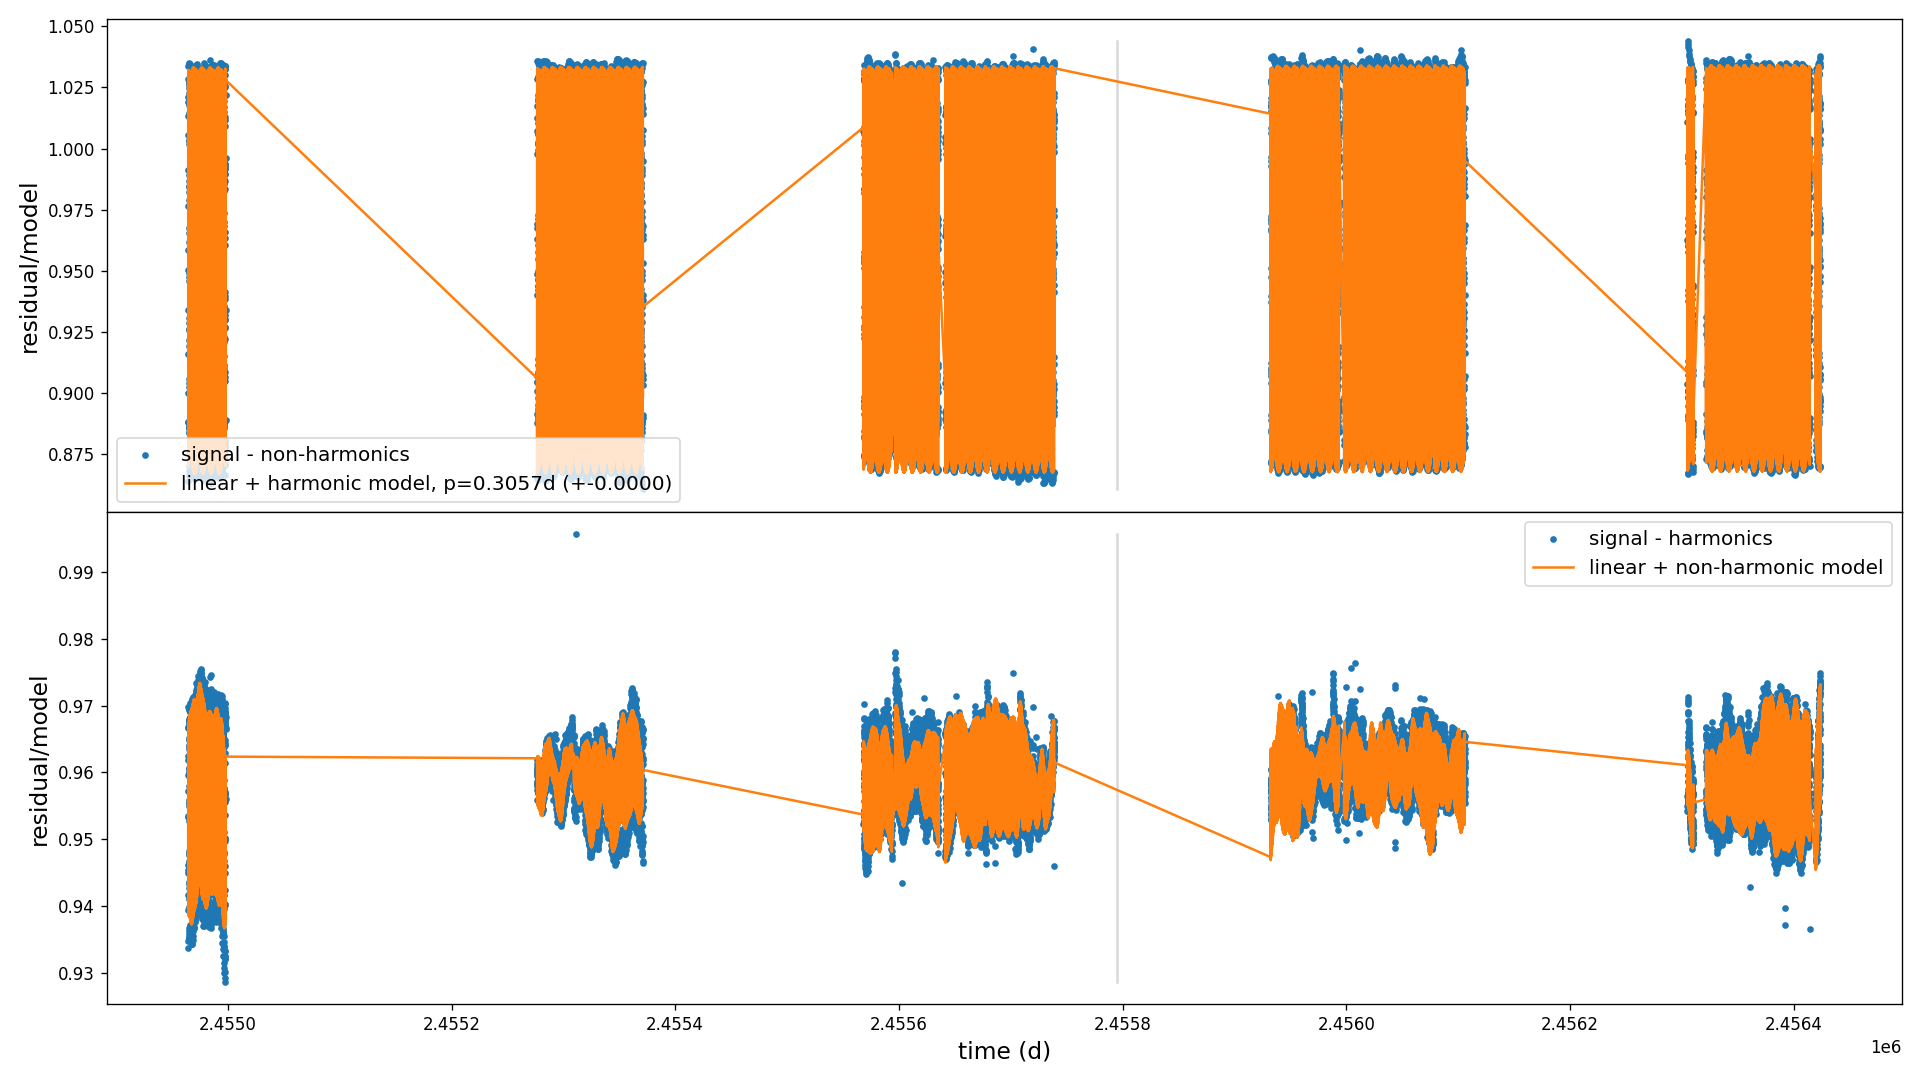 1.050
1.025
1.000
0.975
0.950
0.925
0.900
0.875
residual/model
signal - non-harmonics
linear + harmonic model, p=0.3057d (+-0.0000)
signal - harmonics
linear + non-harmonic model
0.99
0.98
0.97
0.96
0.95
0.94
0.93
residual/model
2.4550 2.4552 2.4554 2.4556 2.4558 2.4560 2.4562 2.4564
time (d)
1e6